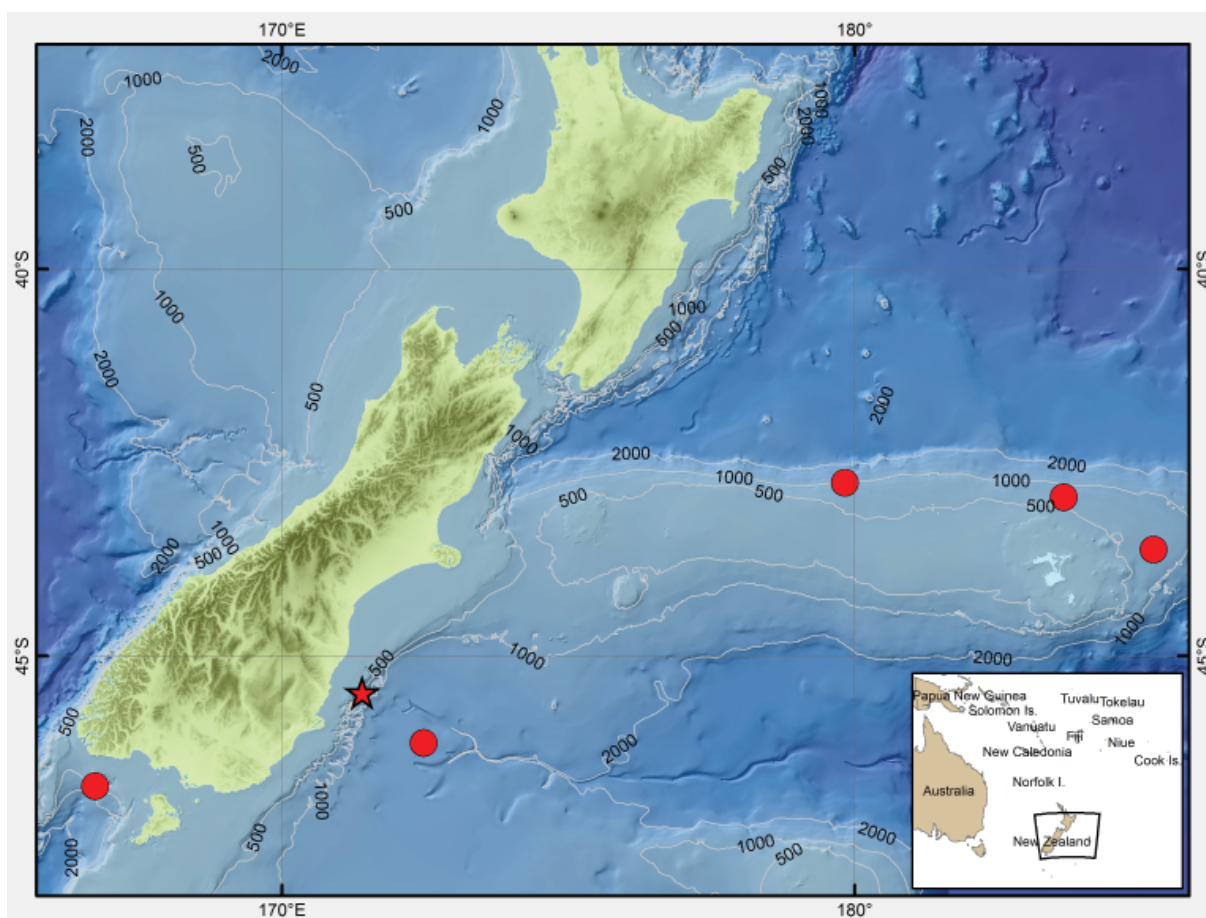 170°E 180°
2000
1000
1000
1000
2000
2000
500
500
500
40°S 40°S
1000
1000
500
2000
500
2000
1000
2000 2000
1000 1000
500 500 500
1000
2000
500
1000
500
1000
2000
45°S 45°S
500
2000
1000
500
2000
2000
1000
500
170° 180°
Papua New Guinea
Solomon Is.
Tuvalu
Tokelau
Vanuatu
Samoa
Fiji
Niue
New Caledonia
Cook Is.
Norfolk I.
Australia
New Zealand